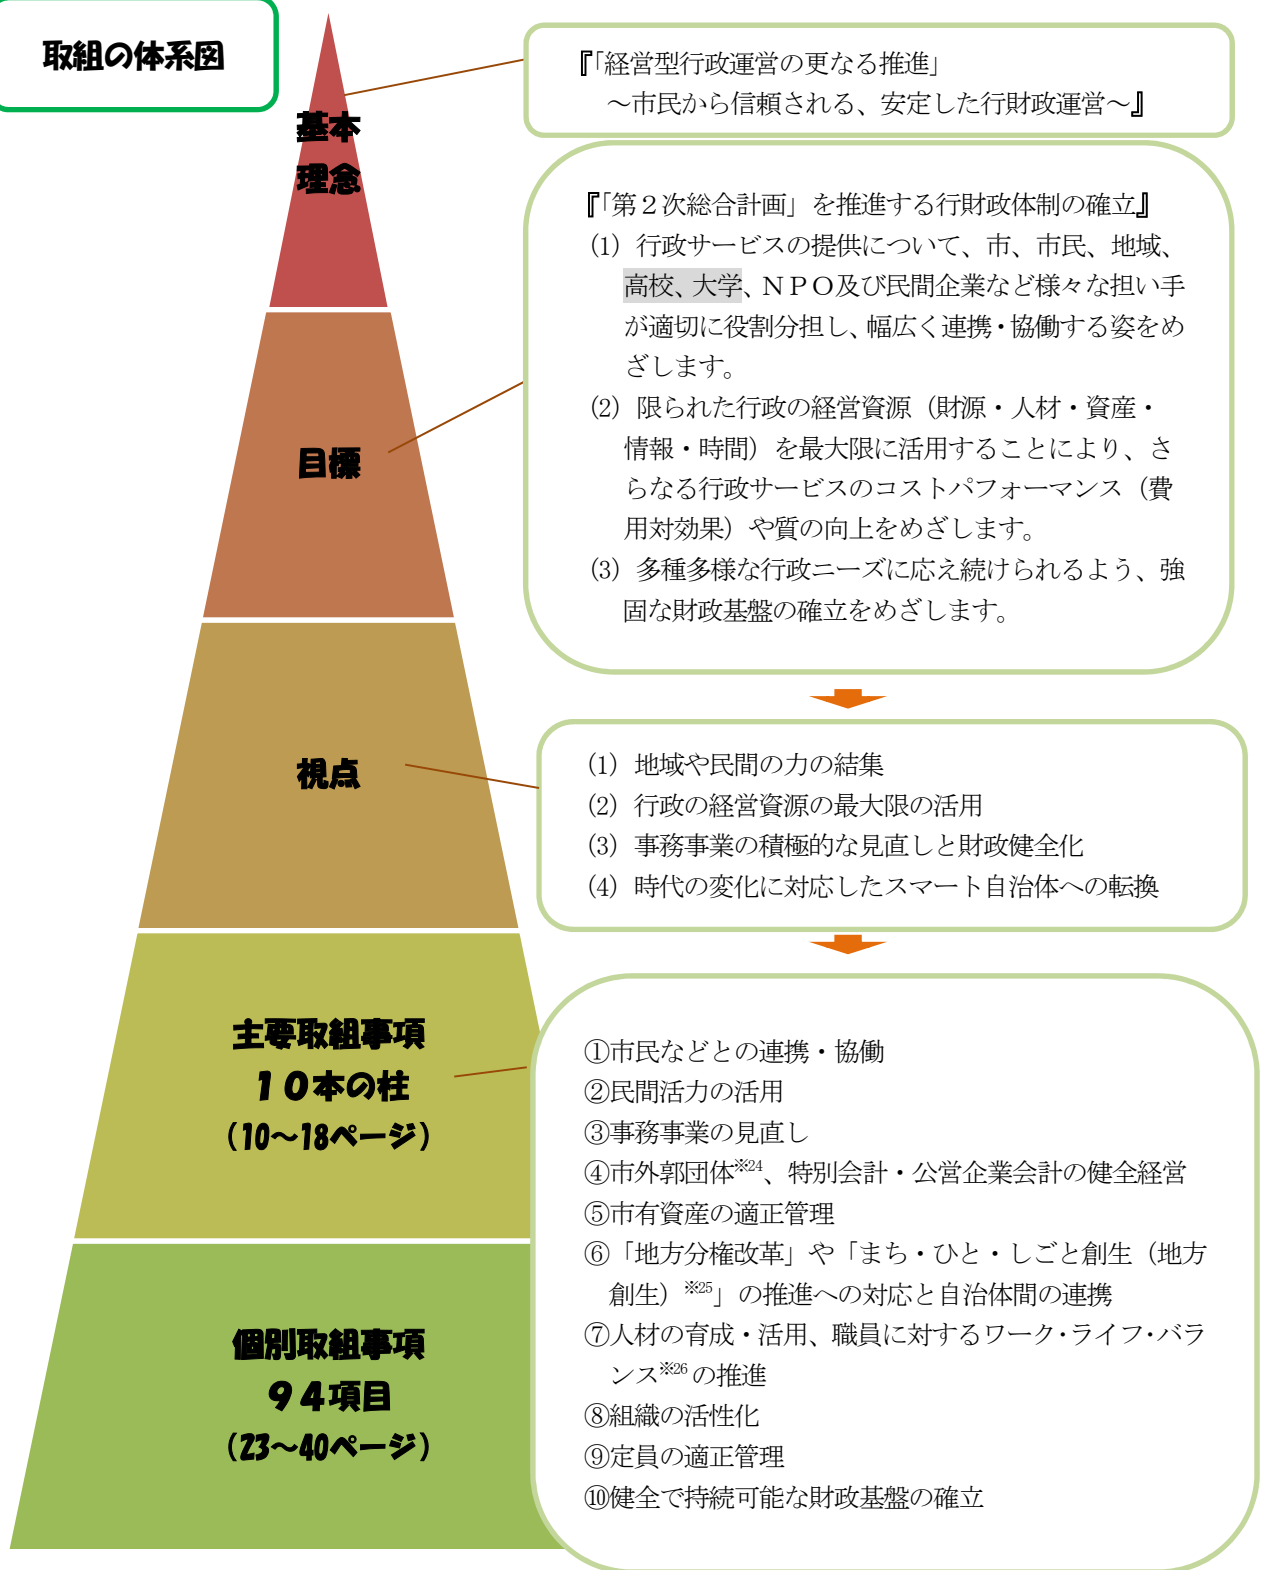 取組の体系図
基本
理念
『「経営型行政運営の更なる推進」
～市民から信頼される、安定した行財政運営～』
目標
『「第２次総合計画」を推進する行財政体制の確立』
(1) 行政サービスの提供について、市、市民、地域、
高校、大学、ＮＰＯ及び民間企業など様々な担い手
が適切に役割分担し、幅広く連携・協働する姿をめ
ざします。
(2) 限られた行政の経営資源（財源・人材・資産・
情報・時間）を最大限に活用することにより、さ
らなる行政サービスのコストパフォーマンス（費
用対効果）や質の向上をめざします。
(3) 多種多様な行政ニーズに応え続けられるよう、強
固な財政基盤の確立をめざします。
視点
(1) 地域や民間の力の結集
(2) 行政の経営資源の最大限の活用
(3) 事務事業の積極的な見直しと財政健全化
(4) 時代の変化に対応したスマート自治体への転換
主要取組事項
１０本の柱
（10～18ページ）
①市民などとの連携・協働
②民間活力の活用
③事務事業の見直し
④市外郭団体※24、特別会計・公営企業会計の健全経営
⑤市有資産の適正管理
⑥「地方分権改革」や「まち・ひと・しごと創生（地方
創生）※25」の推進への対応と自治体間の連携
⑦人材の育成・活用、職員に対するワーク・ライフ・バラ
ンス※26の推進
⑧組織の活性化
⑨定員の適正管理
⑩健全で持続可能な財政基盤の確立
個別取組事項
９４項目
（23～40ページ）